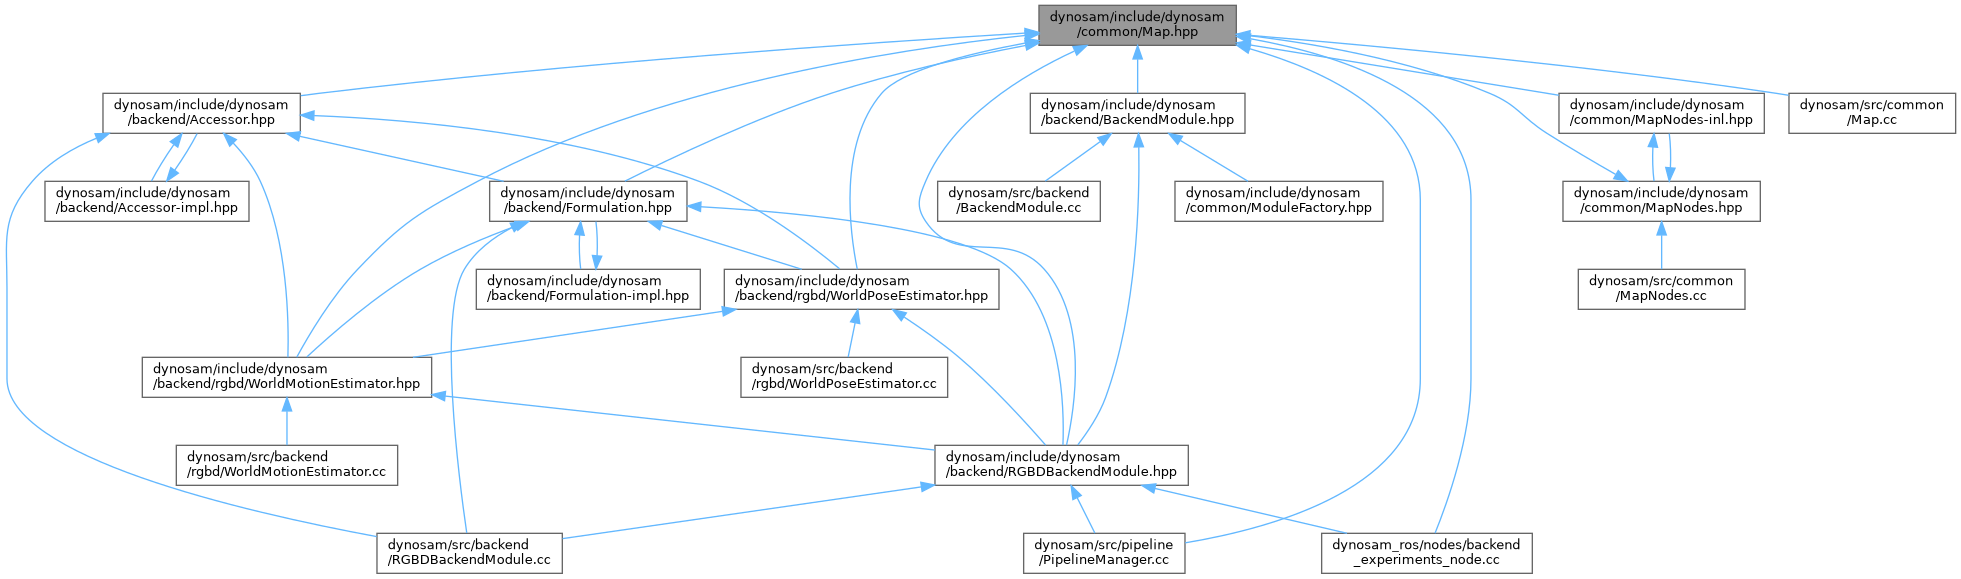 dynosam/include/dynosam
/common/Map.hpp
dynosam/include/dynosam
/backend/Accessor.hpp
dynosam/include/dynosam
/backend/BackendModule.hpp
dynosam/include/dynosam
/common/MapNodes-inl.hpp
dynosam/src/common
/Map.cc
dynosam/include/dynosam
/backend/Accessor-impl.hpp
dynosam/include/dynosam
/backend/Formulation.hpp
dynosam/src/backend
/BackendModule.cc
dynosam/include/dynosam
/common/ModuleFactory.hpp
dynosam/include/dynosam
/common/MapNodes.hpp
dynosam/include/dynosam
/backend/Formulation-impl.hpp
dynosam/include/dynosam
/backend/rgbd/WorldPoseEstimator.hpp
dynosam/src/common
/MapNodes.cc
dynosam/include/dynosam
/backend/rgbd/WorldMotionEstimator.hpp
dynosam/src/backend
/rgbd/WorldPoseEstimator.cc
dynosam/src/backend
/rgbd/WorldMotionEstimator.cc
dynosam/include/dynosam
/backend/RGBDBackendModule.hpp
dynosam/src/backend
/RGBDBackendModule.cc
dynosam/src/pipeline
/PipelineManager.cc
dynosam_ros/nodes/backend
_experiments_node.cc